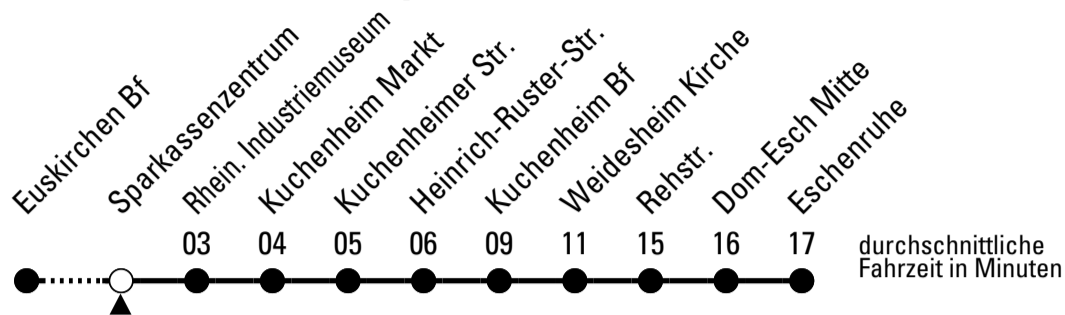 Euskirchen Bf
Sparkassenzentrum
Rhein. Industriemuseum
Kuchenheim Markt
Kuchenheimer Str.
Heinrich-Ruster-Str.
Kuchenheim Bf
Weidesheim Kirche
Rehstr.
Dom-Esch Mitte
Eschenruhe
03 04 05 06 09 11 15 16 17
durchschnittliche
Fahrzeit in Minuten